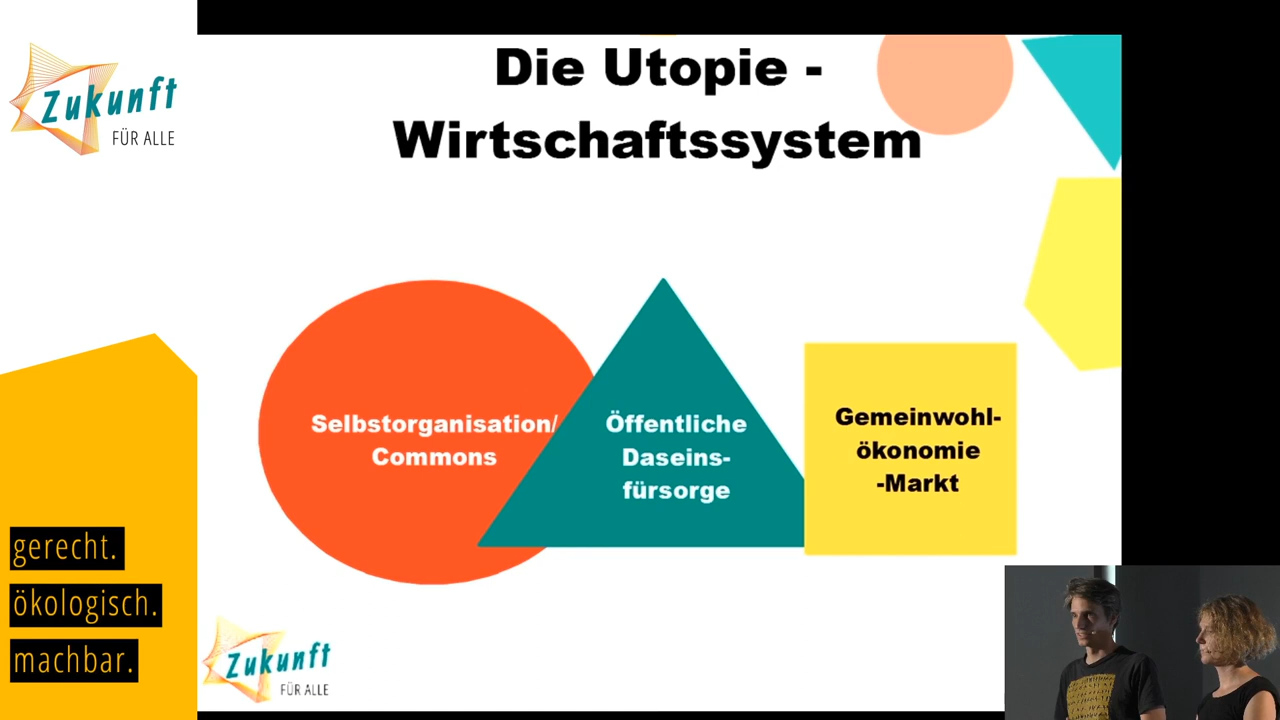 Zukunft
FÜR ALLE
gerecht.
ökologisch.
machbar.
Die Utopie -
Wirtschaftssystem
Selbstorganisation/
Commons
Öffentliche
Daseins-
fürsorge
Gemeinwohl-
ökonomie
-Markt
Zukunft
FÜR ALLE